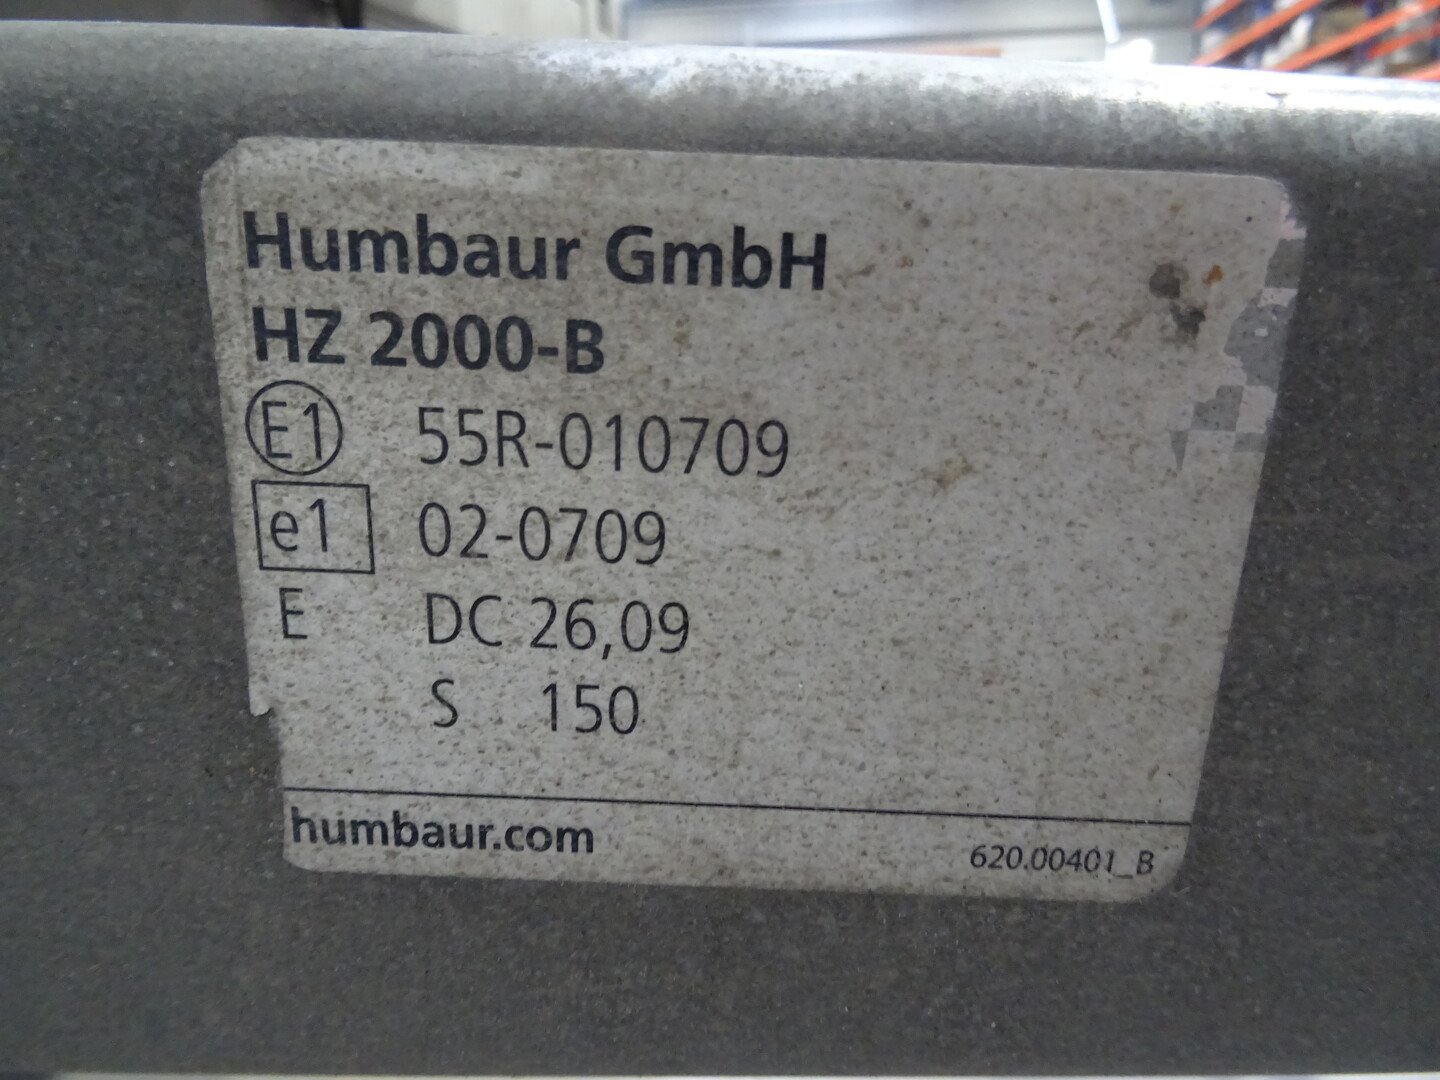 Humbaur GmbH
HZ 2000-B
E1 55R-010709
e1 02-0709
E DC 26,09
S 150
humbaur.com 620.00401_B